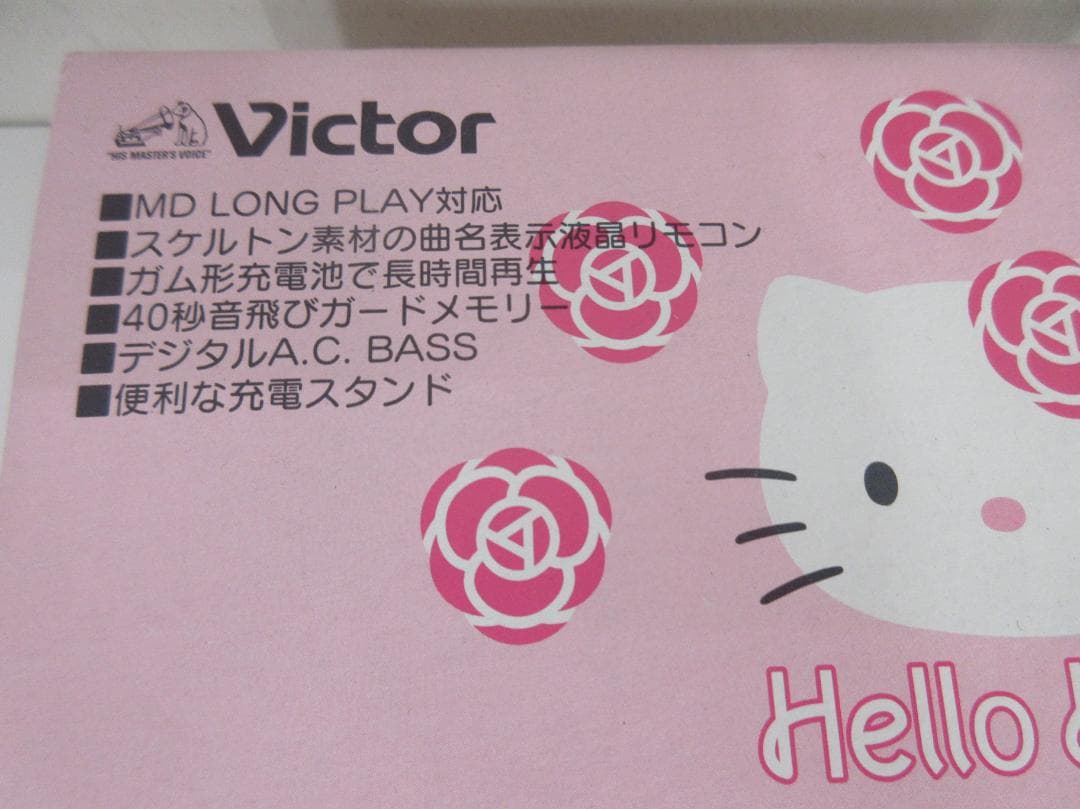 Victor
"HIS MASTER'S VOICE"
■MD LONG PLAY対応
■スケルトン素材の曲名表示液晶リモコン
■ガム形充電池で長時間再生
■40秒音飛びガードメモリー
■デジタルA.C. BASS
■便利な充電スタンド
Hello